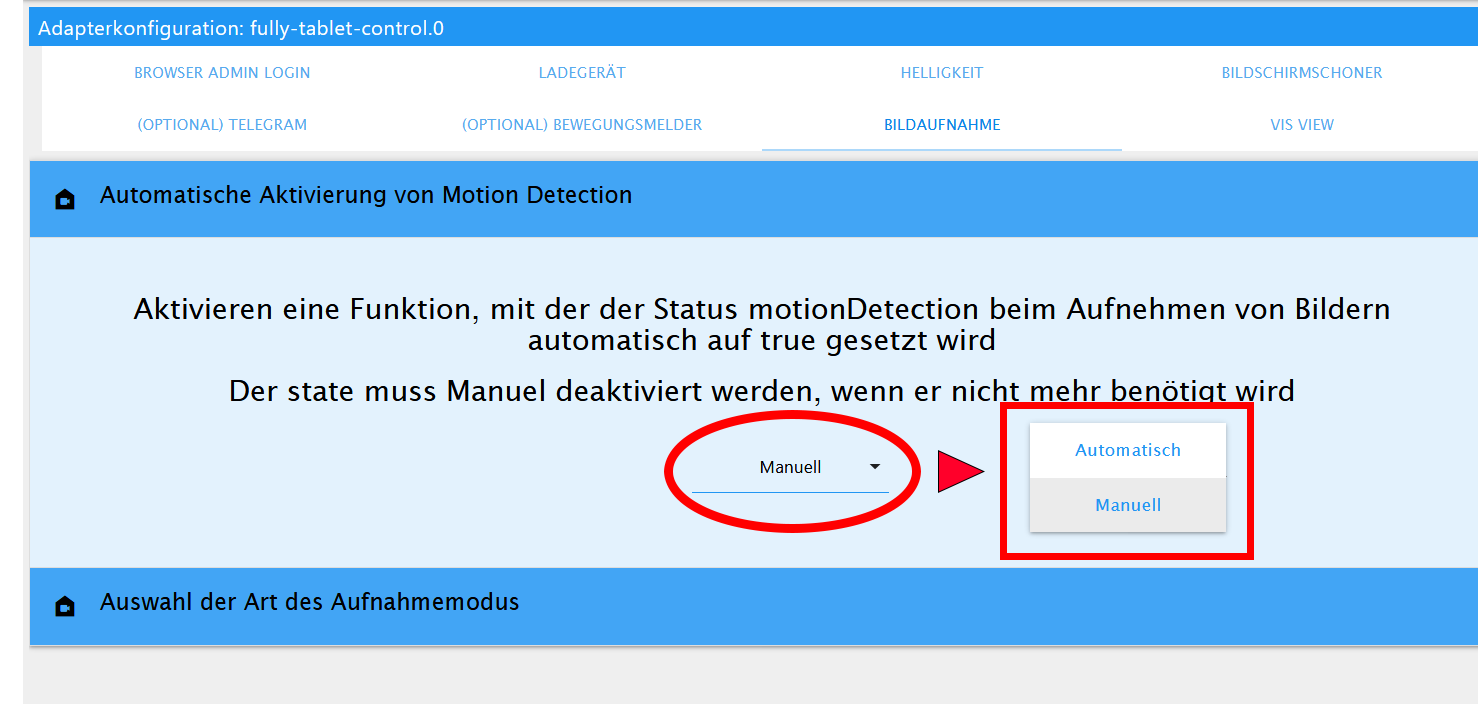 Adapterkonfiguration: fully-tablet-control.0
BROWSER ADMIN LOGIN LADEGERÄT HELLIGKEIT BILDSCHIRMSCHONER
(OPTIONAL) TELEGRAM (OPTIONAL) BEWEGUNGSMELDER BILDAUFNAHME VIS VIEW
Automatische Aktivierung von Motion Detection
Aktivieren eine Funktion, mit der der Status motionDetection beim Aufnehmen von Bildern
automatisch auf true gesetzt wird
Der state muss Manuel deaktiviert werden, wenn er nicht mehr benötigt wird
Manuell
Automatisch
Manuell
Auswahl der Art des Aufnahmemodus